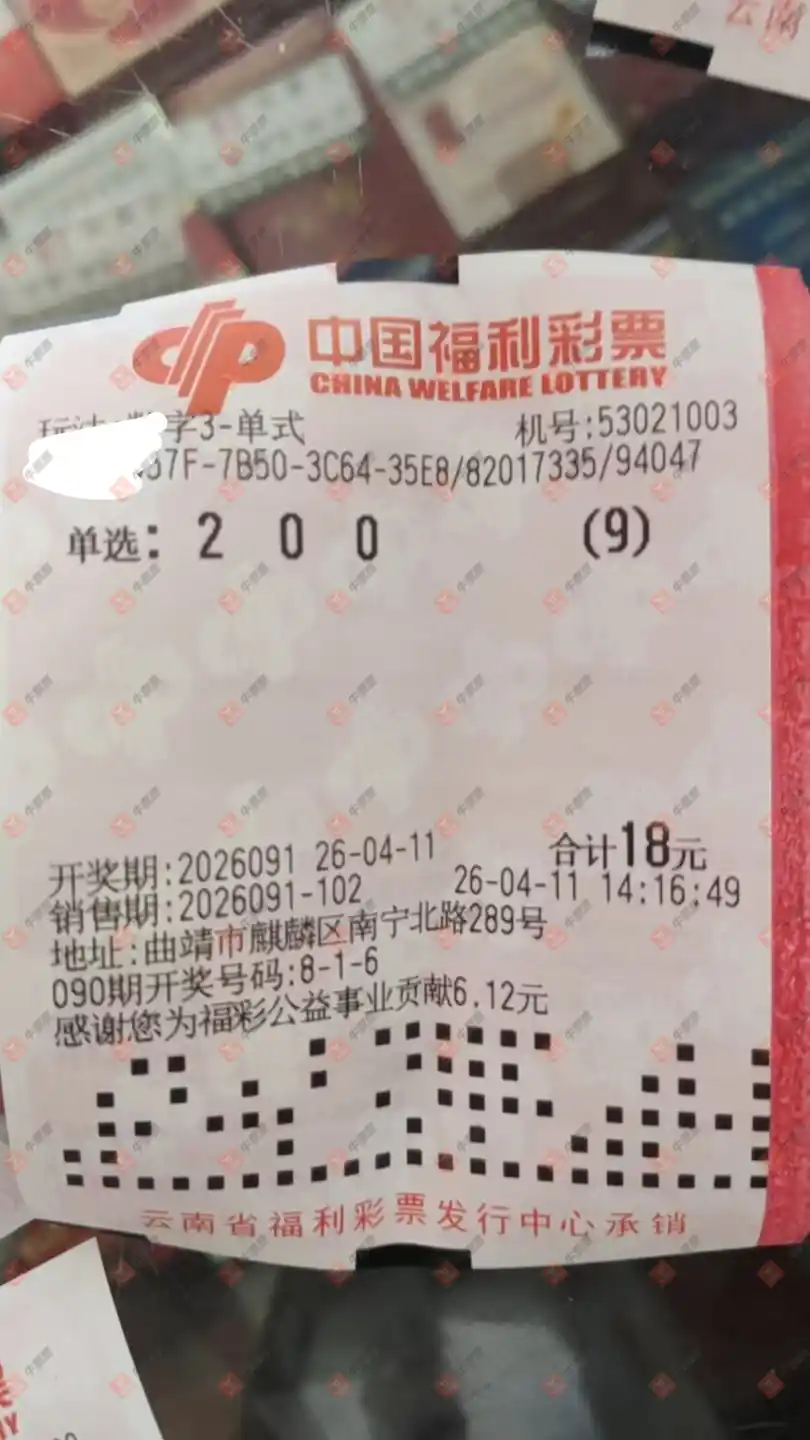 云南
中国福利彩票
CHINA WELFARE LOTTERY
字3-单式 机号:53021003
37F-7B50-3C64-35E8/82017335/94047
单选: 2 0 0 (9)
开奖期:2026091 26-04-11 合计18元
销售期:2026091-102 26-04-11 14:16:49
地址:曲靖市麒麟区南宁北路289号
090期开奖号码:8-1-6
感谢您为福彩公益事业贡献6.12元
云南省福利彩票发行中心承销